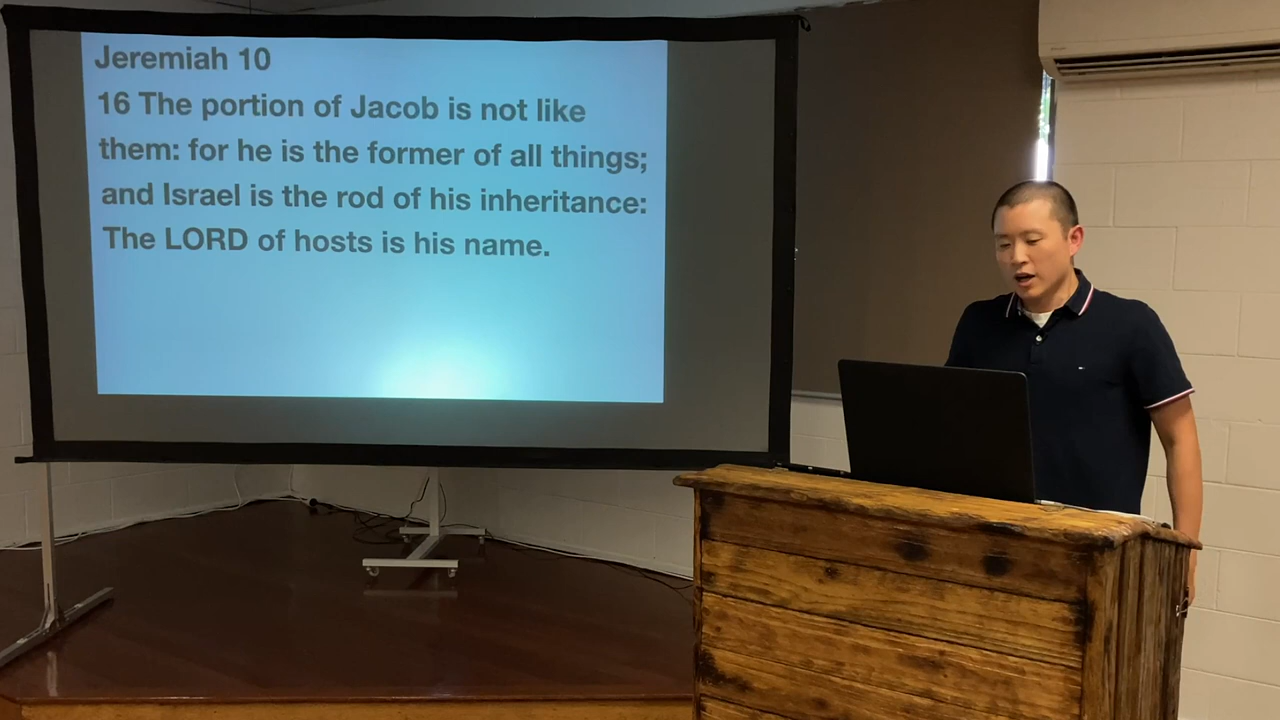 Jeremiah 10
16 The portion of Jacob is not like
them: for he is the former of all things;
and Israel is the rod of his inheritance:
The LORD of hosts is his name.